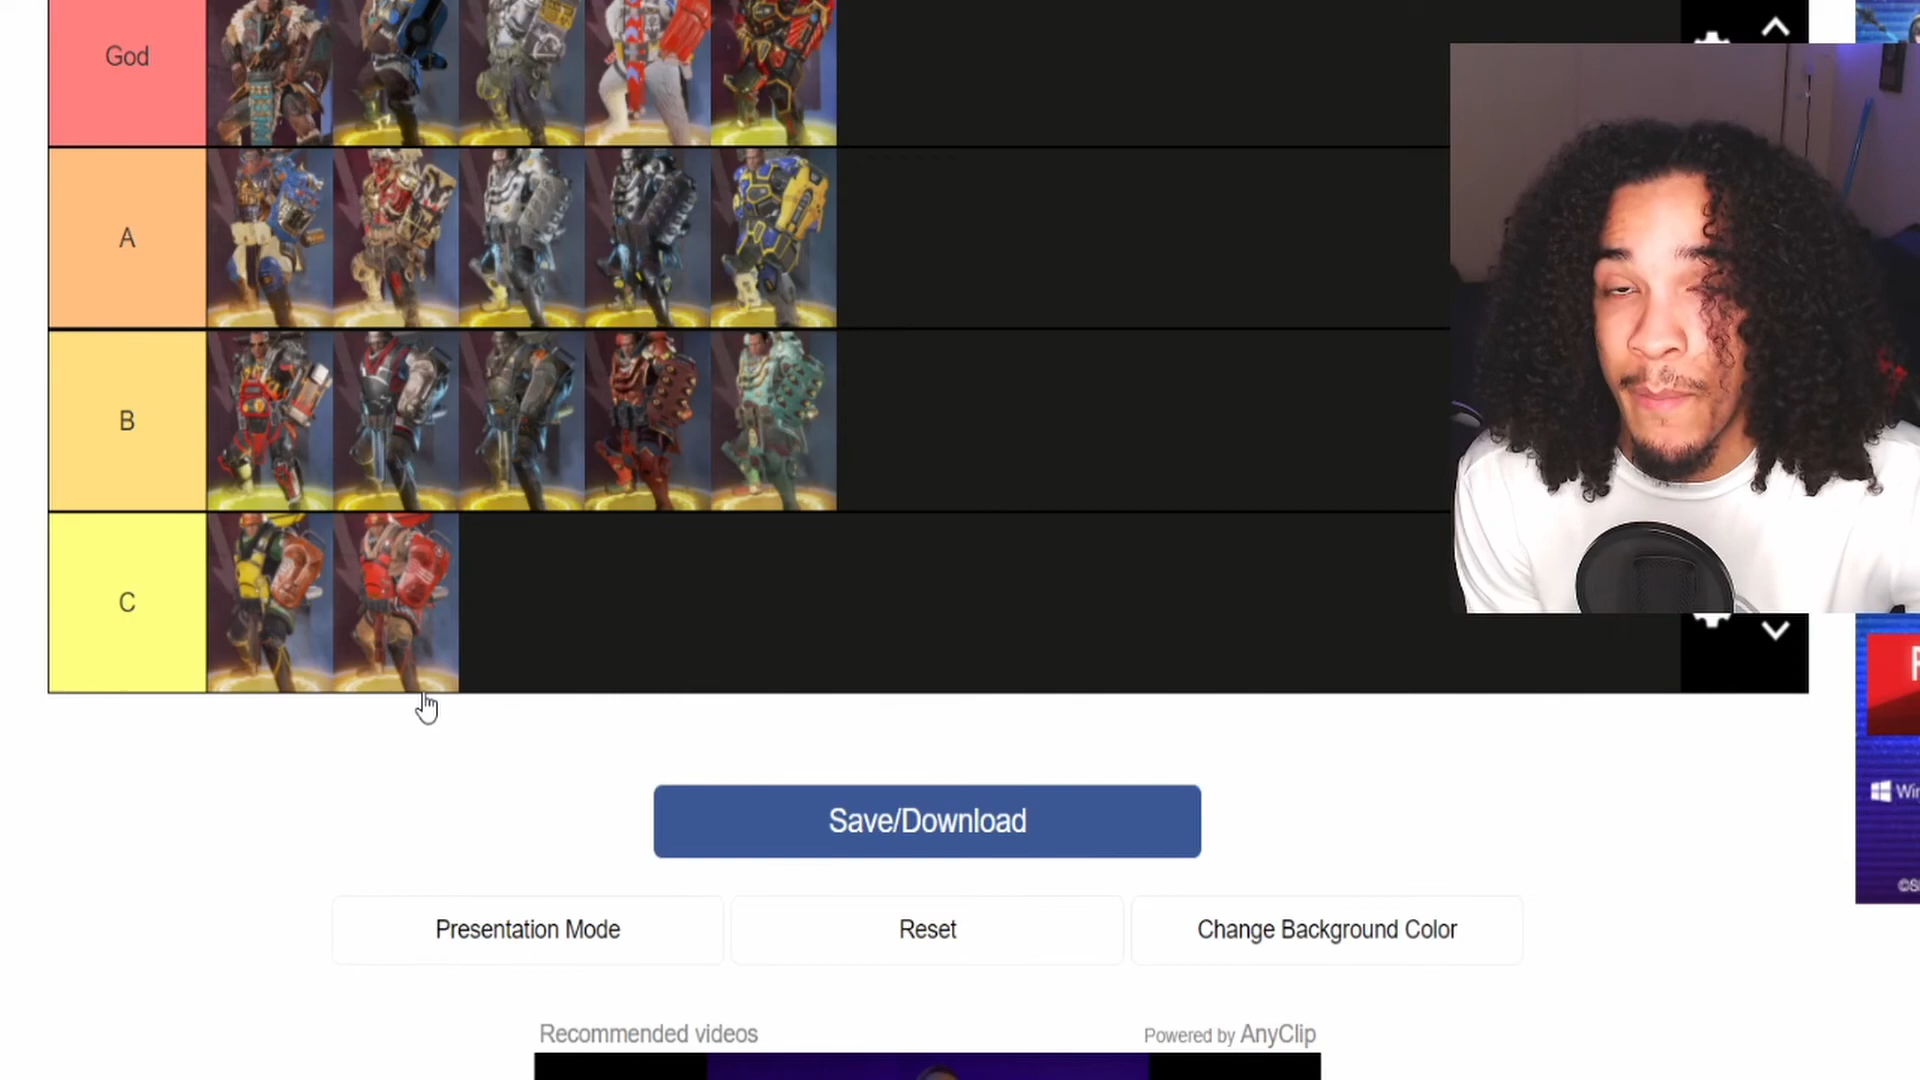 God
A
B
C
Save/Download
Presentation Mode
Reset
Change Background Color
Recommended videos
Powered by AnyClip